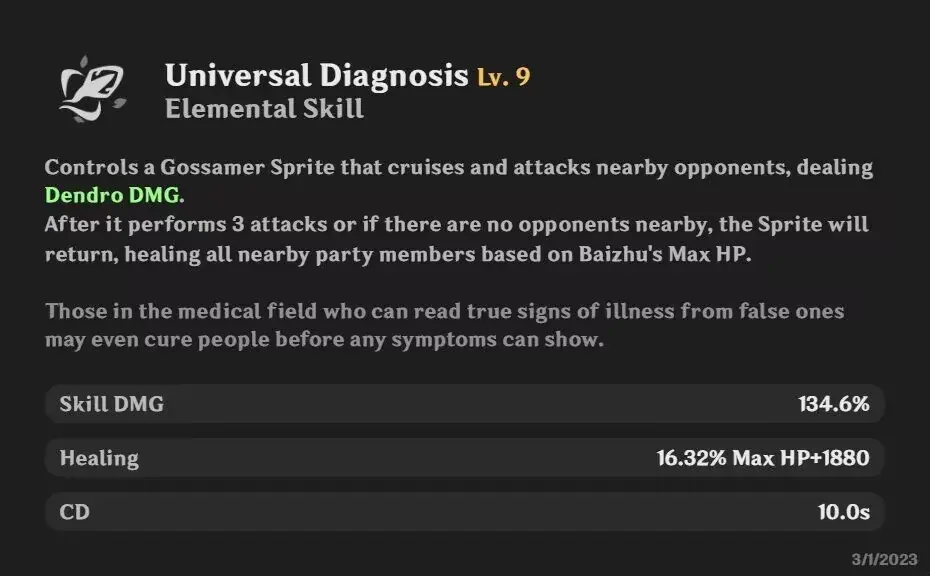 Universal Diagnosis Lv. 9
Elemental Skill
Controls a Gossamer Sprite that cruises and attacks nearby opponents, dealing
Dendro DMG.
After it performs 3 attacks or if there are no opponents nearby, the Sprite will
return, healing all nearby party members based on Baizhu's Max HP.
Those in the medical field who can read true signs of illness from false ones
may even cure people before any symptoms can show.
Skill DMG 134.6%
Healing 16.32% Max HP+1880
CD 10.0s
3/1/2023